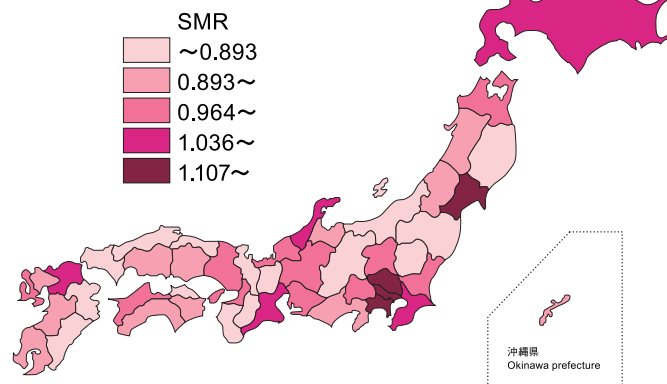 SMR
～0.893
0.893～
0.964～
1.036～
1.107～
沖縄県
Okinawa prefecture